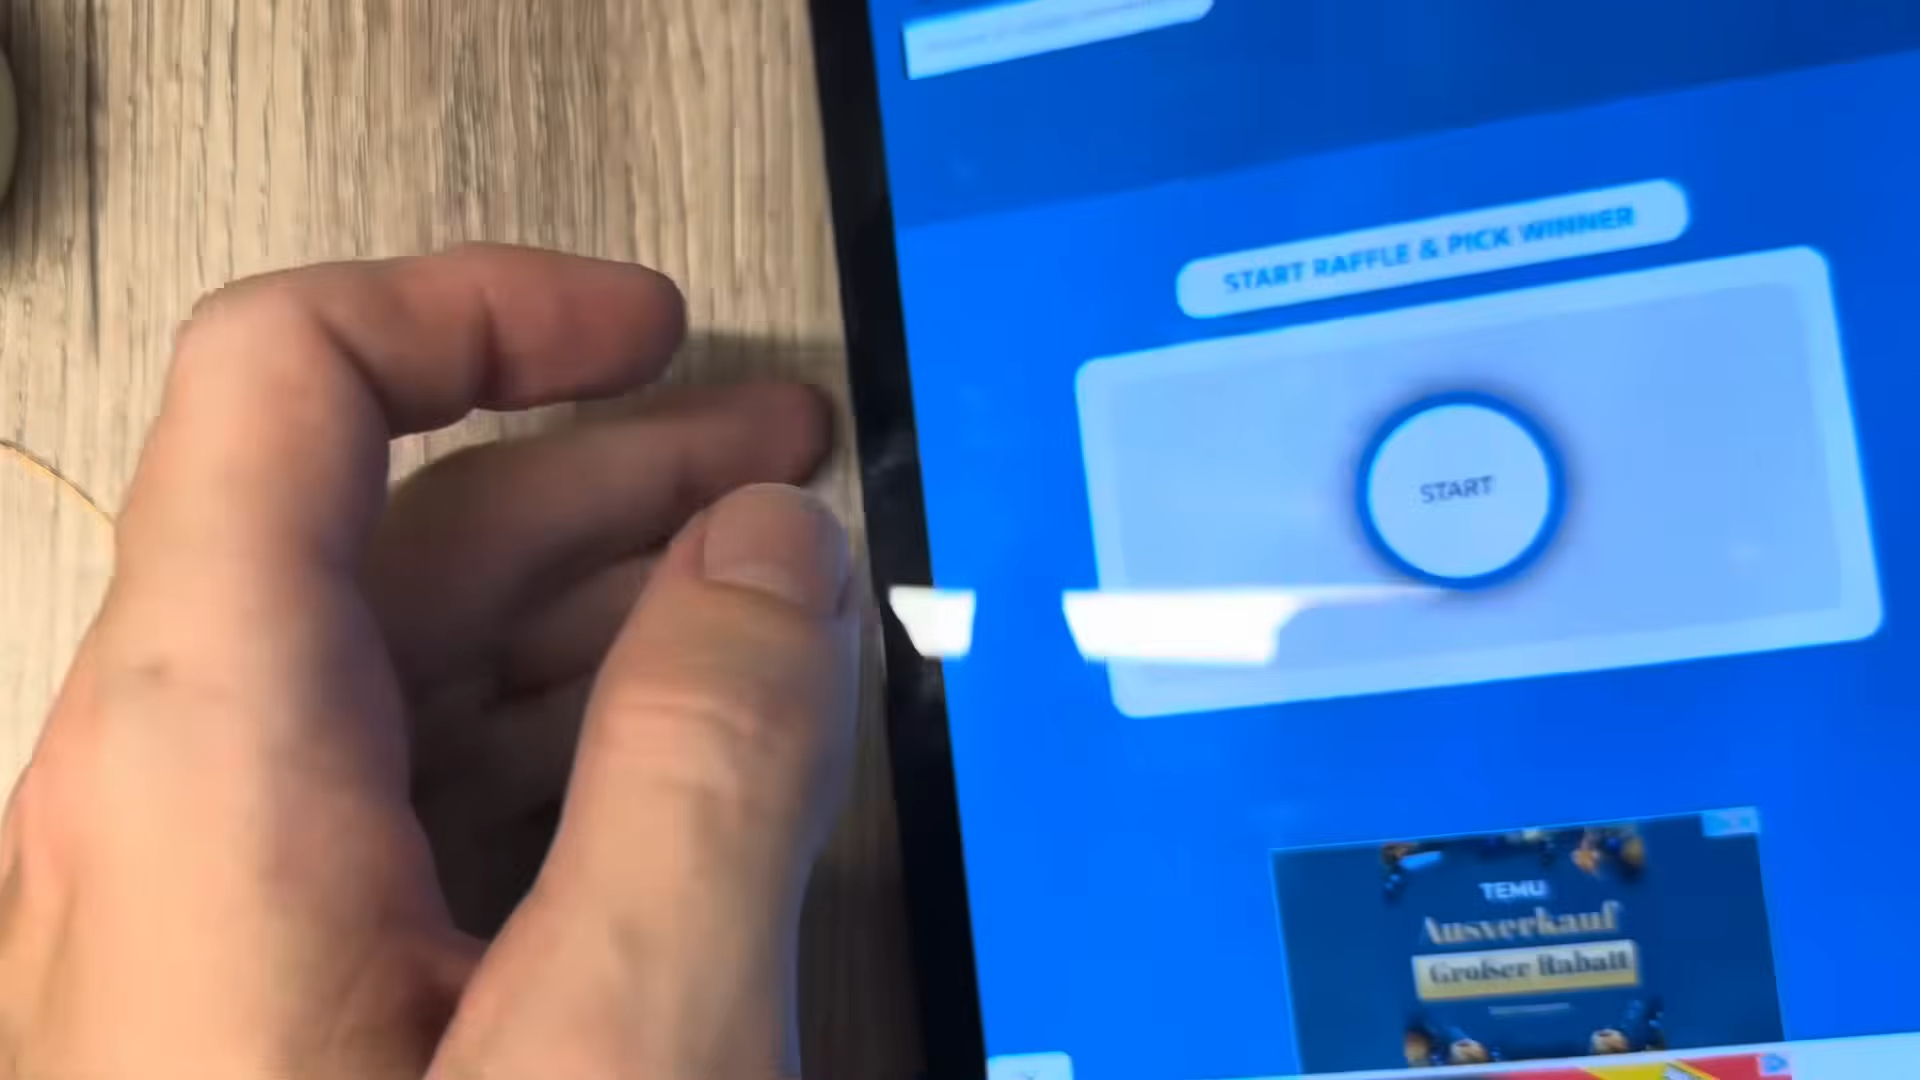 START RAFFLE & PICK WINNER
START
TEMU
Ausverkauf
Großer Rabatt